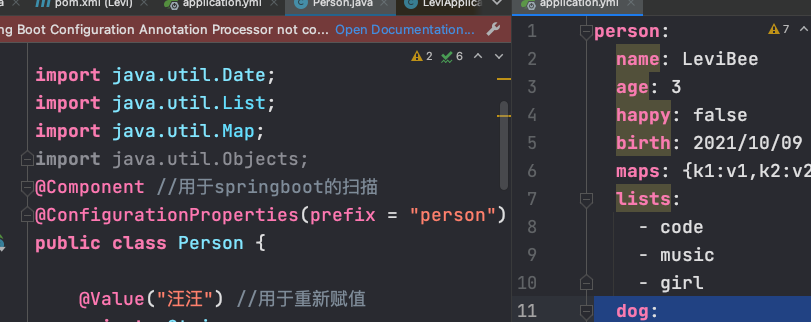 pom.xml (Levi)
application.yml
Person.java
LeviApplica
application.yml
ng Boot Configuration Annotation Processor not co... Open Documentation...
2 6
import java.util.Date;
import java.util.List;
import java.util.Map;
import java.util.Objects;
@Component //用于springboot的扫描
@ConfigurationProperties(prefix = "person")
public class Person {
@Value("汪汪") //用于重新赋值
7
1 person:
2 name: LeviBee
3 age: 3
4 happy: false
5 birth: 2021/10/09
6 maps: {k1:v1,k2:v2
7 lists:
8 - code
9 - music
10 - girl
11 dog: